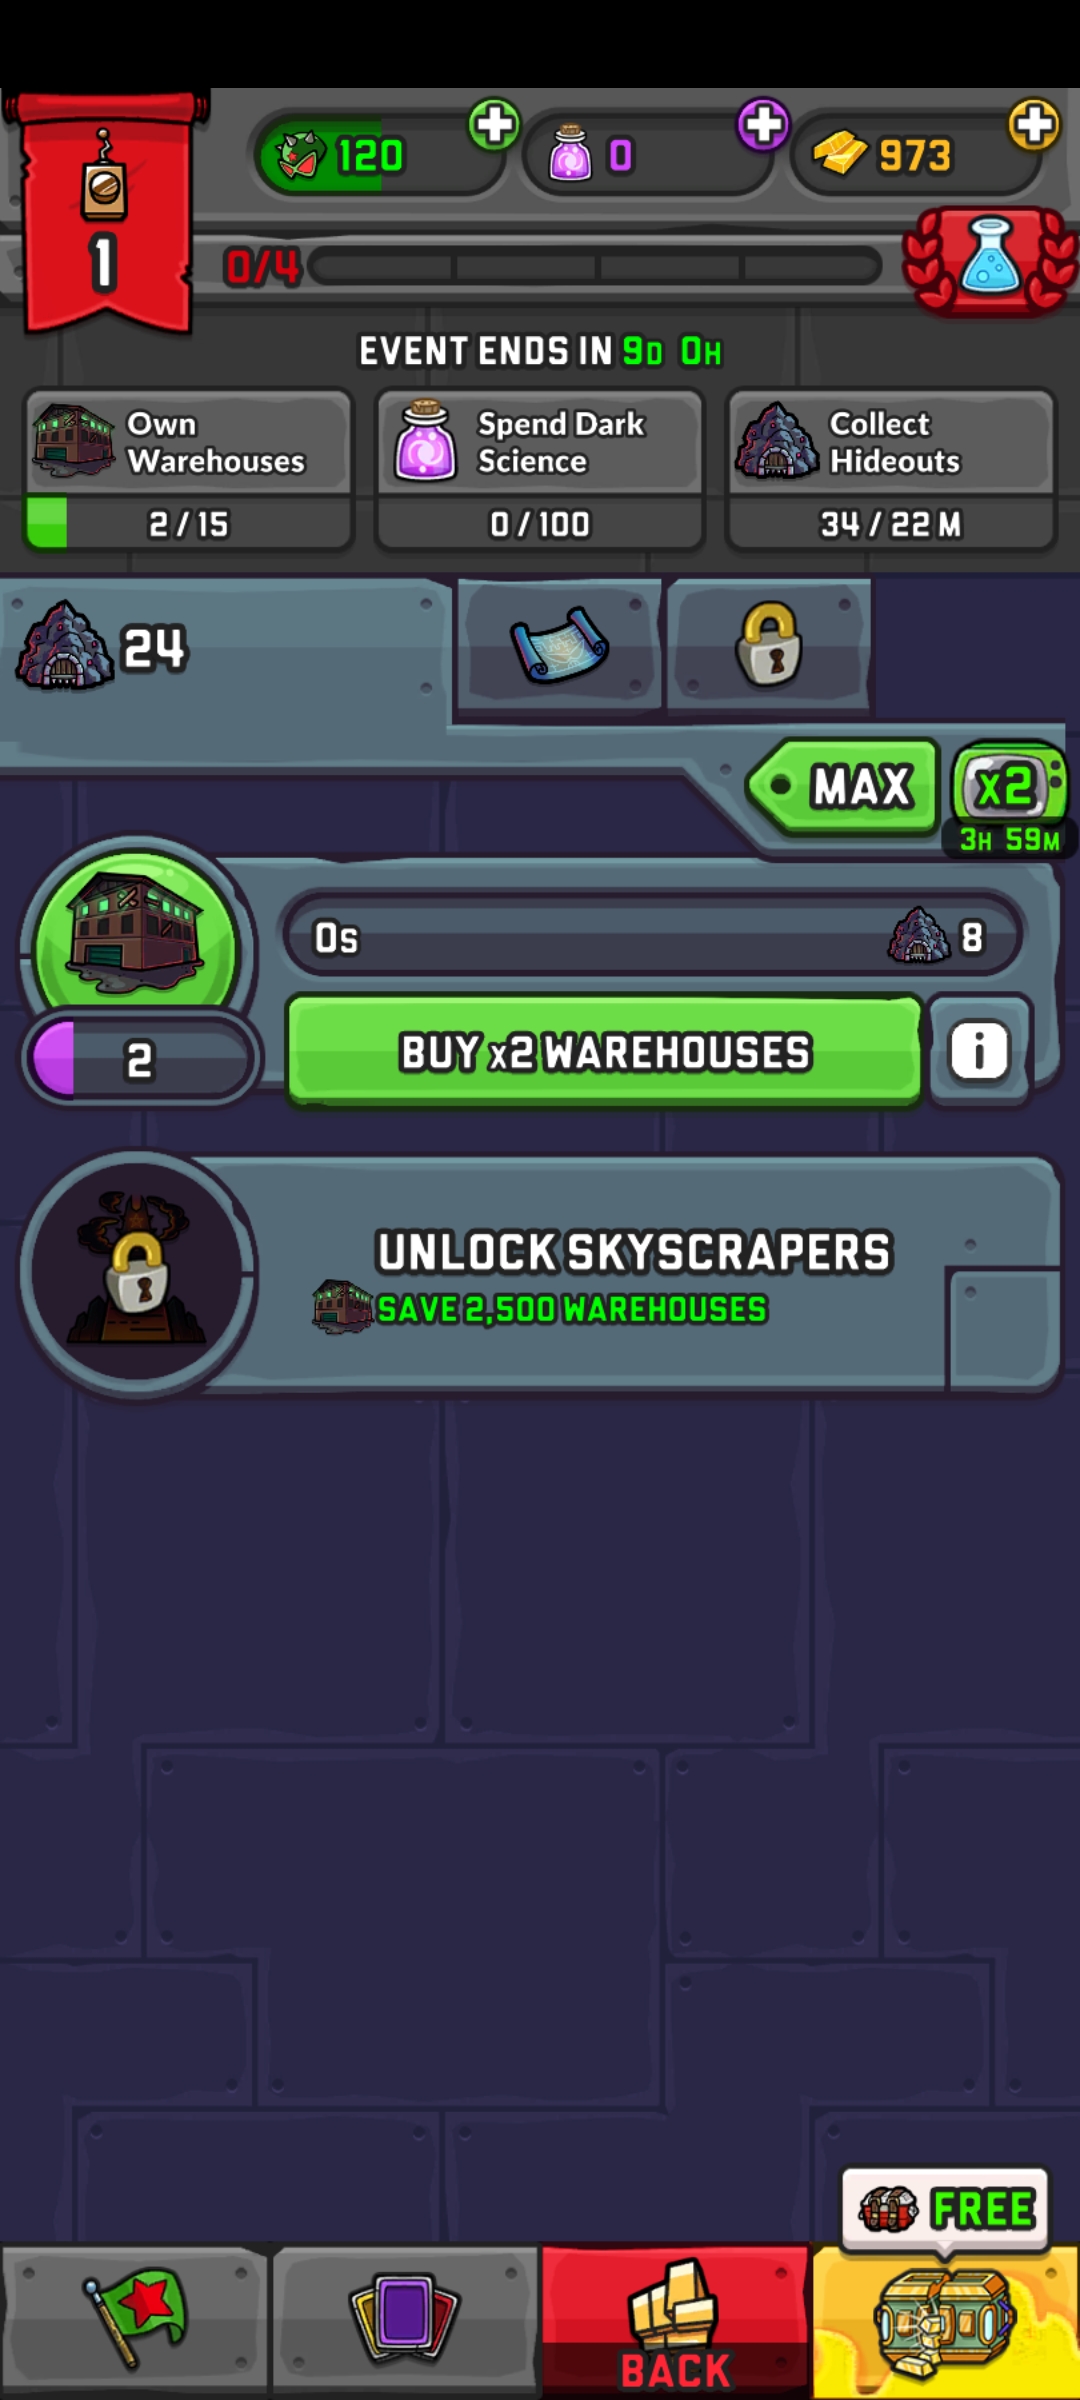 120
0
973
1
0/4
EVENT ENDS IN 9D 0H
Own
Warehouses
2 / 15
Spend Dark
Science
0 / 100
Collect
Hideouts
34 / 22 M
24
MAX
x2
3H 59M
0s
8
2
BUY x2 WAREHOUSES
i
UNLOCK SKYSCRAPERS
SAVE 2,500 WAREHOUSES
FREE
BACK